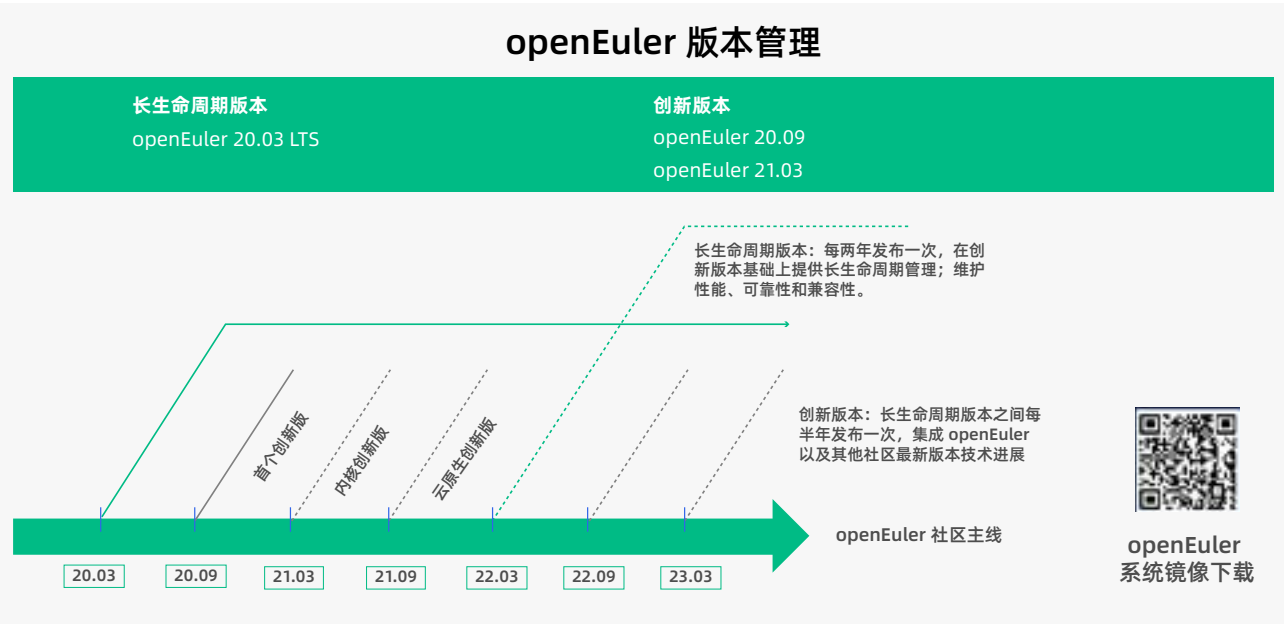 openEuler 版本管理
长生命周期版本
openEuler 20.03 LTS
创新版本
openEuler 20.09
openEuler 21.03
长生命周期版本：每两年发布一次，在创
新版本基础上提供长生命周期管理；维护
性能、可靠性和兼容性。
首个创新版
内核创新版
云原生创新版
创新版本：长生命周期版本之间每
半年发布一次，集成 openEuler
以及其他社区最新版本技术进展
openEuler 社区主线
20.03
20.09
21.03
21.09
22.03
22.09
23.03
openEuler
系统镜像下载